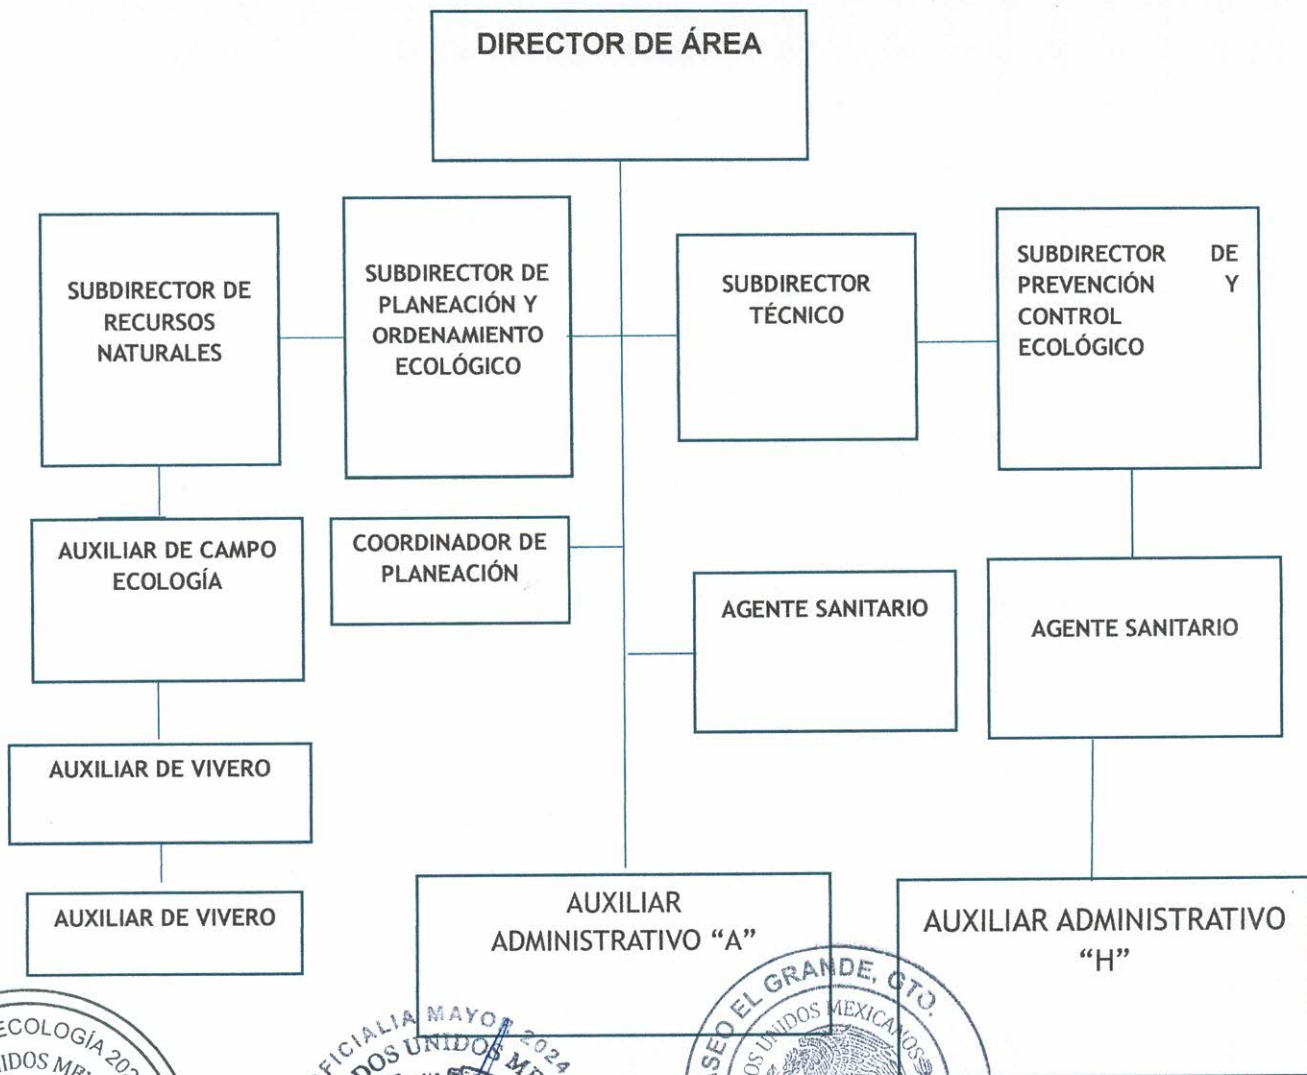 DIRECTOR DE ÁREA
SUBDIRECTOR DE
RECURSOS
NATURALES
SUBDIRECTOR DE
PLANEACIÓN Y
ORDENAMIENTO
ECOLÓGICO
SUBDIRECTOR
TÉCNICO
SUBDIRECTOR DE
PREVENCIÓN Y
CONTROL
ECOLÓGICO
AUXILIAR DE CAMPO
ECOLOGÍA
COORDINADOR DE
PLANEACIÓN
AGENTE SANITARIO
AGENTE SANITARIO
AUXILIAR DE VIVERO
AUXILIAR DE VIVERO
AUXILIAR
ADMINISTRATIVO “A”
AUXILIAR ADMINISTRATIVO
“H”
ECOLOGÍA
OFICIALIA MAYOR 2024
UNIDOS
EL GRANDE, GTO.
UNIDOS MEXICANOS